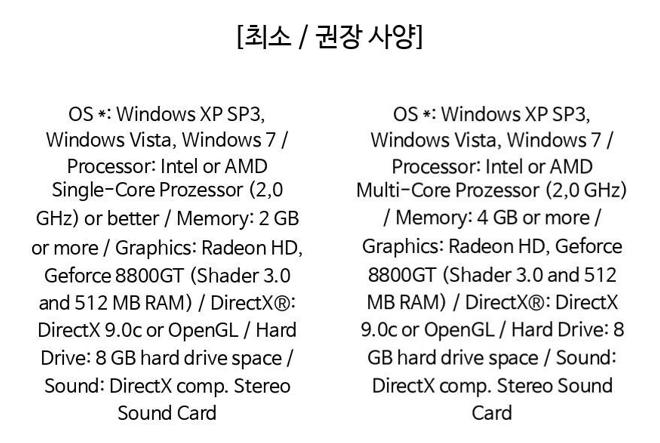 [최소 / 권장 사양]
OS *: Windows XP SP3,
Windows Vista, Windows 7 /
Processor: Intel or AMD
Single-Core Prozessor (2,0
GHz) or better / Memory: 2 GB
or more / Graphics: Radeon HD,
Geforce 8800GT (Shader 3.0
and 512 MB RAM) / DirectX®:
DirectX 9.0c or OpenGL / Hard
Drive: 8 GB hard drive space /
Sound: DirectX comp. Stereo
Sound Card
OS *: Windows XP SP3,
Windows Vista, Windows 7 /
Processor: Intel or AMD
Multi-Core Prozessor (2,0 GHz)
/ Memory: 4 GB or more /
Graphics: Radeon HD, Geforce
8800GT (Shader 3.0 and 512
MB RAM) / DirectX®: DirectX
9.0c or OpenGL / Hard Drive: 8
GB hard drive space / Sound:
DirectX comp. Stereo Sound
Card